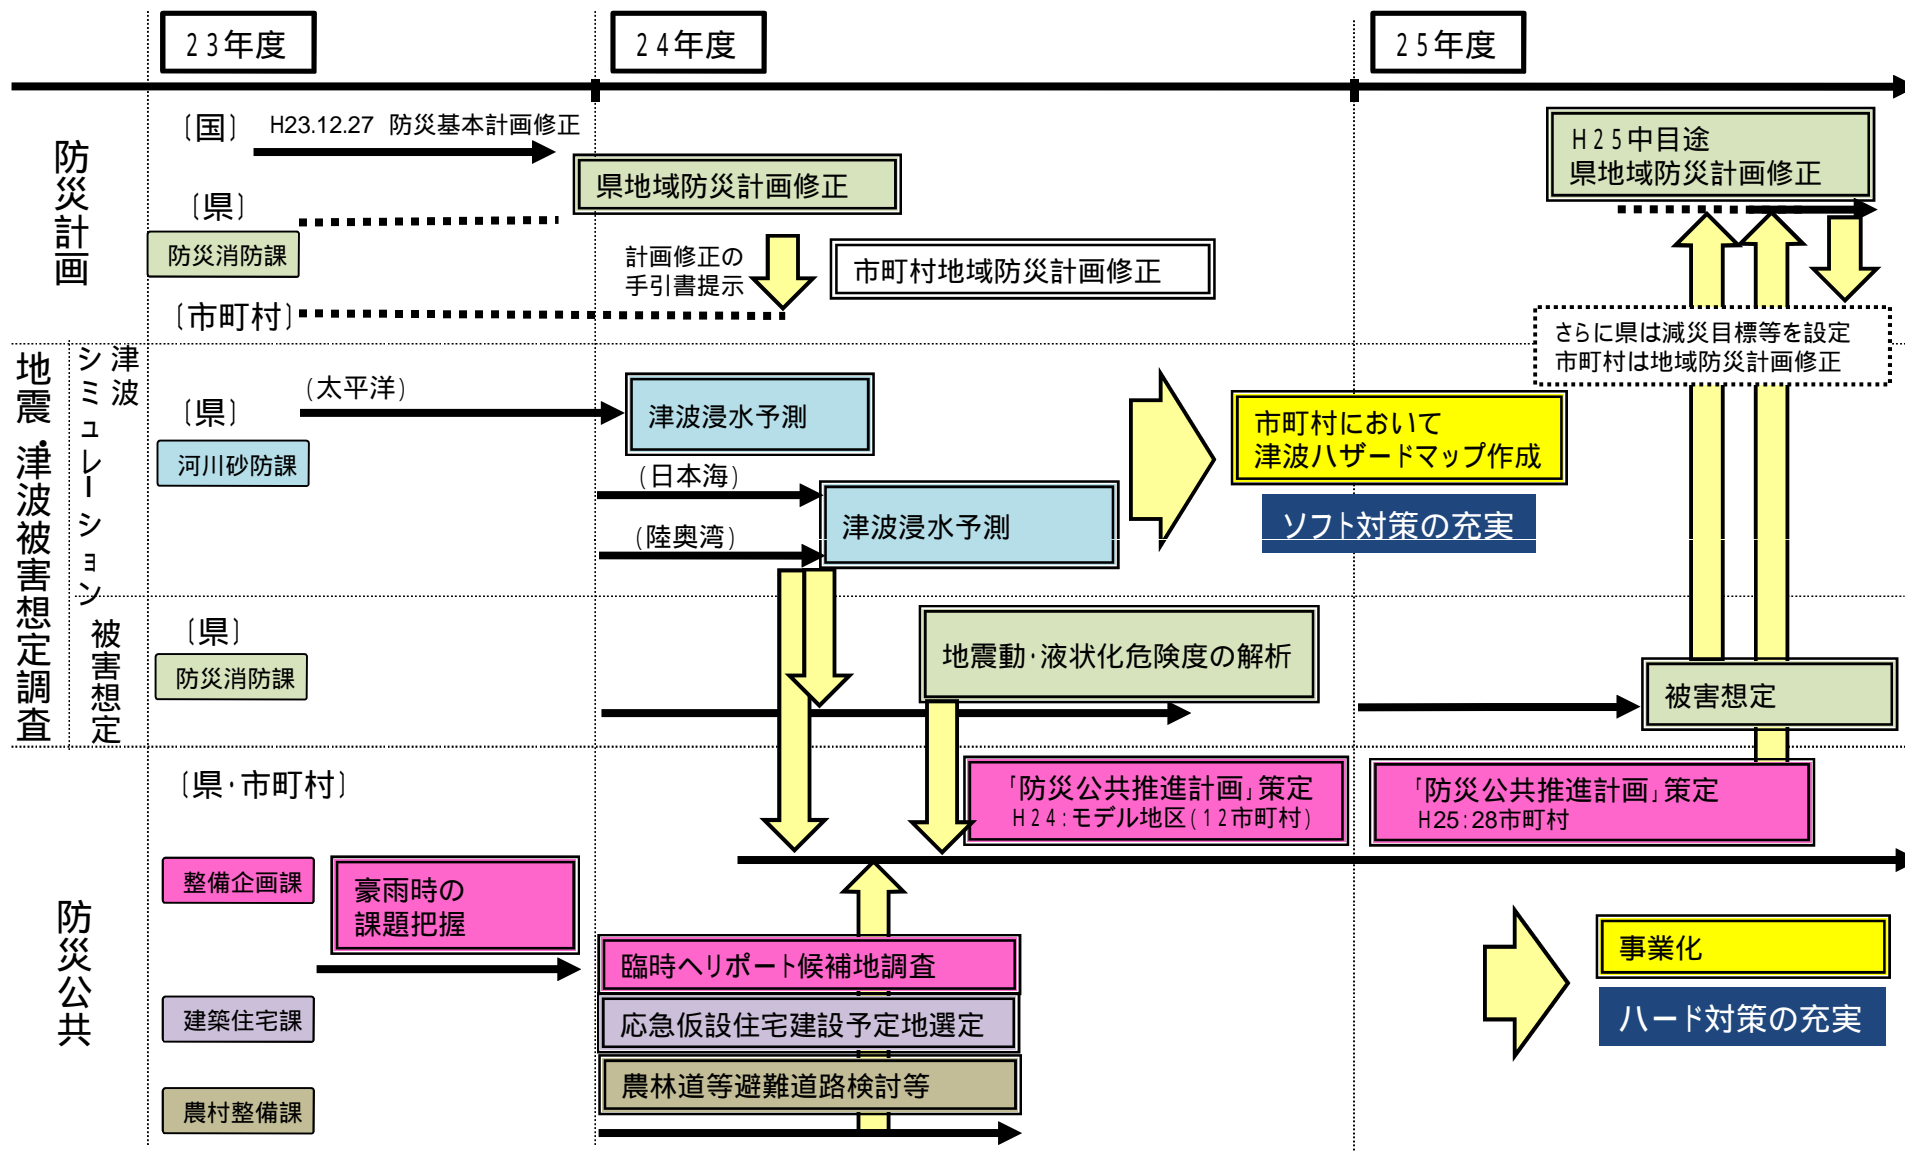 23年度
24年度
25年度
防災計画
〔国〕
H23.12.27 防災基本計画修正
県地域防災計画修正
H25中目途
県地域防災計画修正
〔県〕
防災消防課
計画修正の
手引書提示
市町村地域防災計画修正
〔市町村〕
さらに県は減災目標等を設定
市町村は地域防災計画修正
地震・津波被害想定調査
津波
シミュレーション
〔県〕
(太平洋)
津波浸水予測
河川砂防課
(日本海)
(陸奥湾)
津波浸水予測
市町村において
津波ハザードマップ作成
ソフト対策の充実
被害想定
〔県〕
防災消防課
地震動・液状化危険度の解析
被害想定
防災公共
〔県・市町村〕
「防災公共推進計画」策定
H24:モデル地区(12市町村)
「防災公共推進計画」策定
H25:28市町村
整備企画課
豪雨時の
課題把握
臨時ヘリポート候補地調査
建築住宅課
応急仮設住宅建設予定地選定
農村整備課
農林道等避難道路検討等
事業化
ハード対策の充実